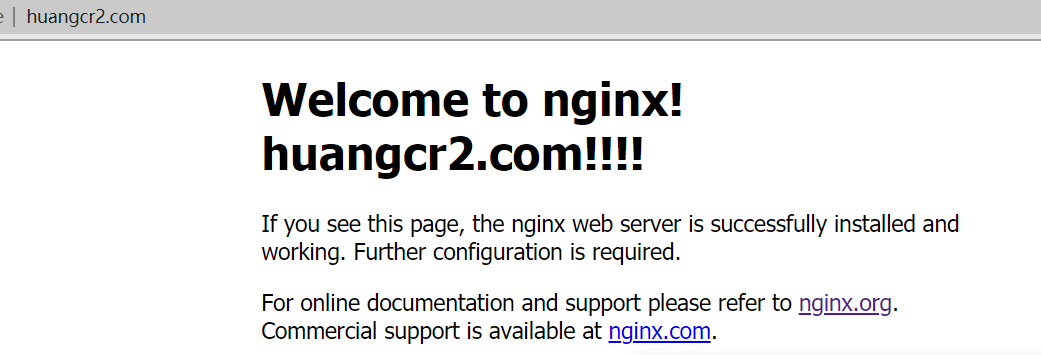 huangcr2.com
Welcome to nginx!
huangcr2.com!!!!
If you see this page, the nginx web server is successfully installed and
working. Further configuration is required.
For online documentation and support please refer to nginx.org.
Commercial support is available at nginx.com.